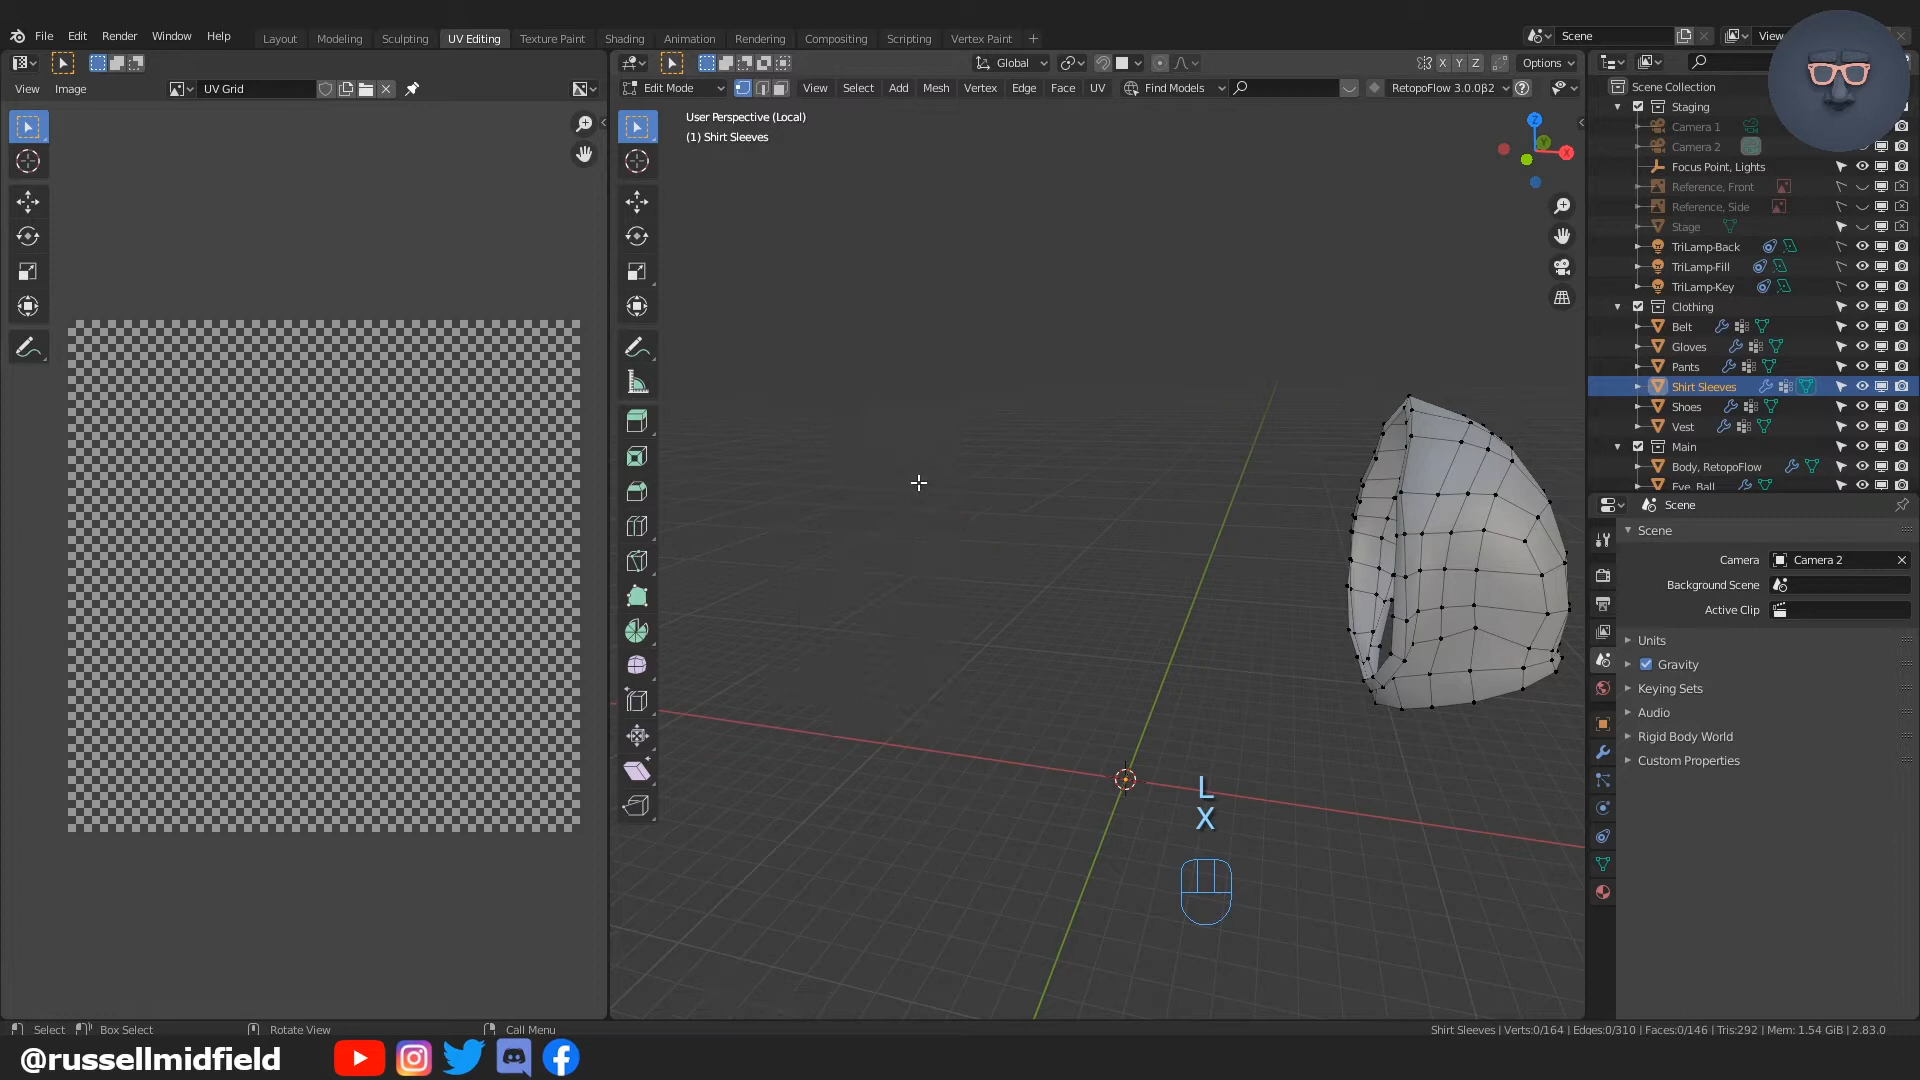 File Edit Render Window Help
Layout Modeling Sculpting UV Editing Texture Paint Shading Animation Rendering Compositing Scripting Vertex Paint +
Scene
View
Global
X Y Z
Options
View Image
UV Grid
Edit Mode
View Select Add Mesh Vertex Edge Face UV
Find Models
RetopoFlow 3.0.0β2
User Perspective (Local)
(1) Shirt Sleeves
Z
Y
X
Scene Collection
Staging
Camera 1
Camera 2
Focus Point, Lights
Reference, Front
Reference, Side
Stage
TriLamp-Back
TriLamp-Fill
TriLamp-Key
Clothing
Belt
Gloves
Pants
Shirt Sleeves
Shoes
Vest
Main
Body, RetopoFlow
Eye, Ball
Scene
Scene
Camera
Camera 2
Background Scene
Active Clip
Units
Gravity
Keying Sets
Audio
Rigid Body World
Custom Properties
L
X
Select
Box Select
Rotate View
Call Menu
Shirt Sleeves | Verts:0/164 | Edges:0/310 | Faces:0/146 | Tris:292 | Mem: 1.54 GiB | 2.83.0
@russellmidfield